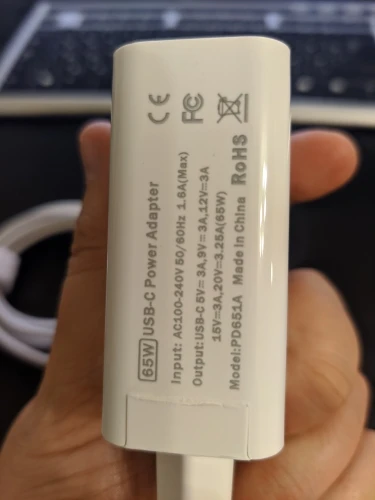 65W USB-C Power Adapter
Input: AC100-240V 50/60Hz 1.6A(Max)
Output:USB-C 5V⎓3A,9V⎓3A,12V⎓3A
15V⎓3A,20V⎓3.25A(65W)
Model:PD651A Made in China RoHS
CE FC